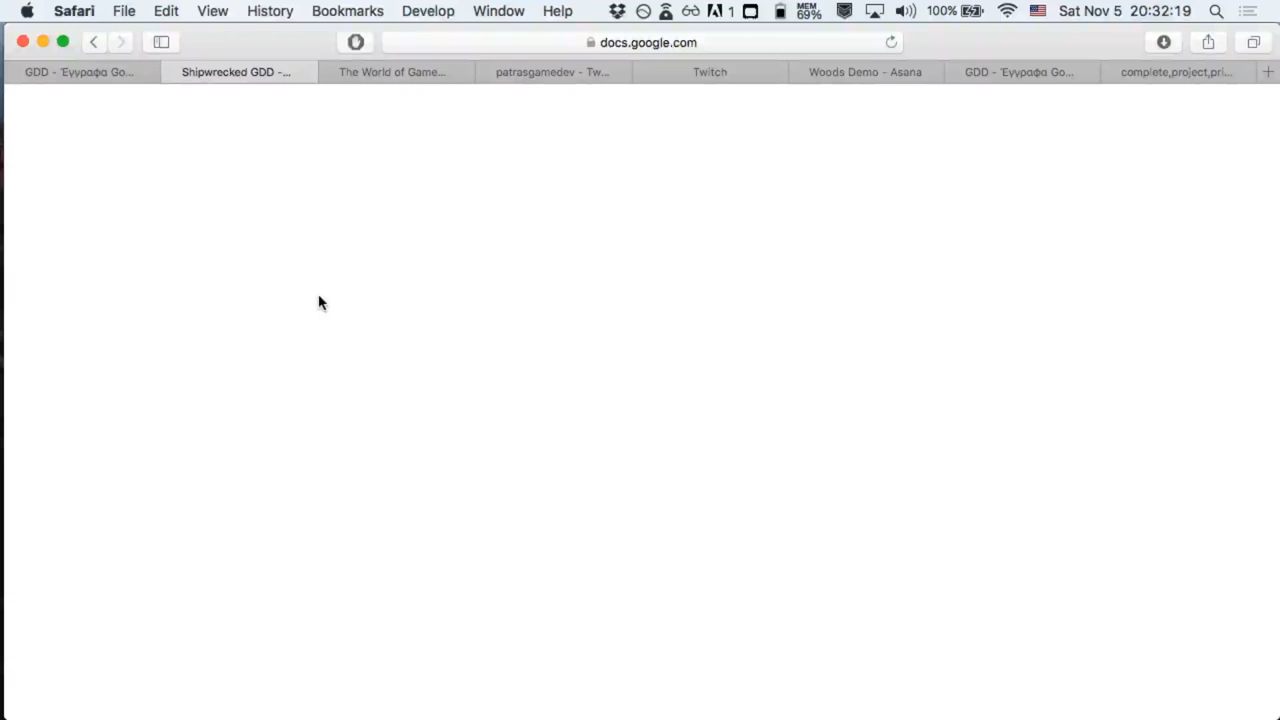 Safari File Edit View History Bookmarks Develop Window Help 1 MEM 69% 100% Sat Nov 5 20:32:19
docs.google.com
GDD - Έγγραφα Go... Shipwrecked GDD -... The World of Game... patrasgamedev - Tw... Twitch Woods Demo - Asana GDD - Έγγραφα Go... complete,project,pri... +